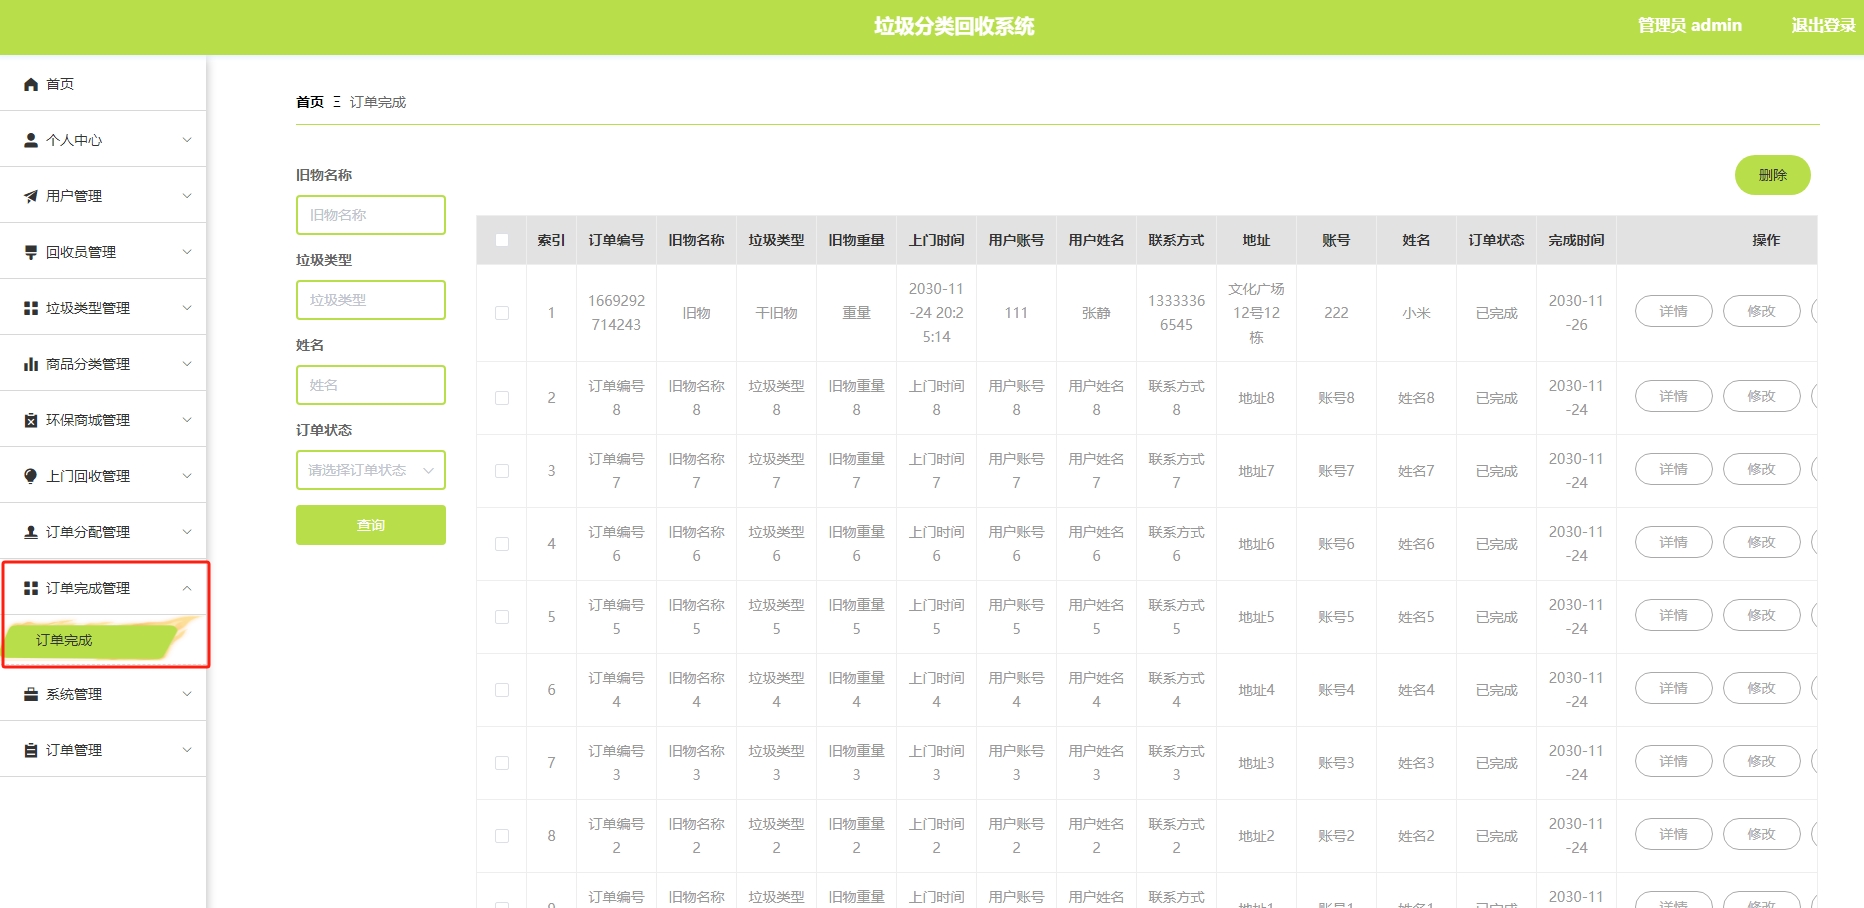 垃圾分类回收系统
管理员 admin
退出登录
首页
个人中心
用户管理
回收员管理
垃圾类型管理
商品分类管理
环保商城管理
上门回收管理
订单分配管理
订单完成管理
订单完成
系统管理
订单管理
首页 Ξ 订单完成
旧物名称
旧物名称
垃圾类型
垃圾类型
姓名
姓名
订单状态
请选择订单状态
查询
删除
索引 订单编号 旧物名称 垃圾类型 旧物重量 上门时间 用户账号 用户姓名 联系方式 地址 账号 姓名 订单状态 完成时间 操作
1 1669292714243 旧物 干旧物 重量 2030-11-24 20:25:14 111 张静 13333366545 文化广场12号12栋 222 小米 已完成 2030-11-26 详情 修改
2 订单编号8 旧物名称8 垃圾类型8 旧物重量8 上门时间8 用户账号8 用户姓名8 联系方式8 地址8 账号8 姓名8 已完成 2030-11-24 详情 修改
3 订单编号7 旧物名称7 垃圾类型7 旧物重量7 上门时间7 用户账号7 用户姓名7 联系方式7 地址7 账号7 姓名7 已完成 2030-11-24 详情 修改
4 订单编号6 旧物名称6 垃圾类型6 旧物重量6 上门时间6 用户账号6 用户姓名6 联系方式6 地址6 账号6 姓名6 已完成 2030-11-24 详情 修改
5 订单编号5 旧物名称5 垃圾类型5 旧物重量5 上门时间5 用户账号5 用户姓名5 联系方式5 地址5 账号5 姓名5 已完成 2030-11-24 详情 修改
6 订单编号4 旧物名称4 垃圾类型4 旧物重量4 上门时间4 用户账号4 用户姓名4 联系方式4 地址4 账号4 姓名4 已完成 2030-11-24 详情 修改
7 订单编号3 旧物名称3 垃圾类型3 旧物重量3 上门时间3 用户账号3 用户姓名3 联系方式3 地址3 账号3 姓名3 已完成 2030-11-24 详情 修改
8 订单编号2 旧物名称2 垃圾类型2 旧物重量2 上门时间2 用户账号2 用户姓名2 联系方式2 地址2 账号2 姓名2 已完成 2030-11-24 详情 修改
订单编号 旧物名称 垃圾类型 旧物重量 上门时间 用户账号 用户姓名 联系方式 地址1 账号1 姓名1 已完成 2030-11 详情 修改